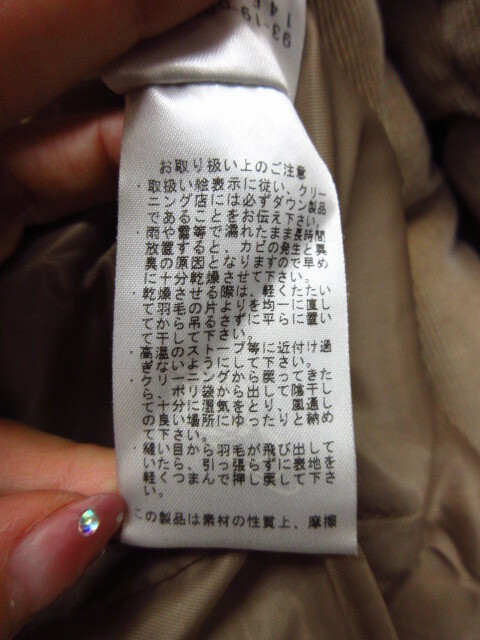 93-19
お取り扱い上のご注意
・取扱い絵表示に従い、クリー
ニング店には必ずダウン製品
であることをお伝え下さい。
・雨や雪等で濡れたまま長時間
放置すると、カビの発生と異
臭の原因となりますので早め
に十分乾燥させて下さい。
・乾燥させる際は、軽くたたい
て羽毛の片よりを均一に直し
てから吊るさずに平らに置い
て干して下さい。
・高温なストーブ等に近付け過
ぎないようにして下さい。
・クリーニングから戻ってきた
ら、ポリ袋から出して陰干し
て十分に湿気をとり、風通し
の良い場所にゆったりと納め
て下さい。
・縫い目から羽毛が飛び出して
いたら、引っ張らずに表地を
軽くつまんで押し戻して下さ
い。
この製品は素材の性質上、摩擦